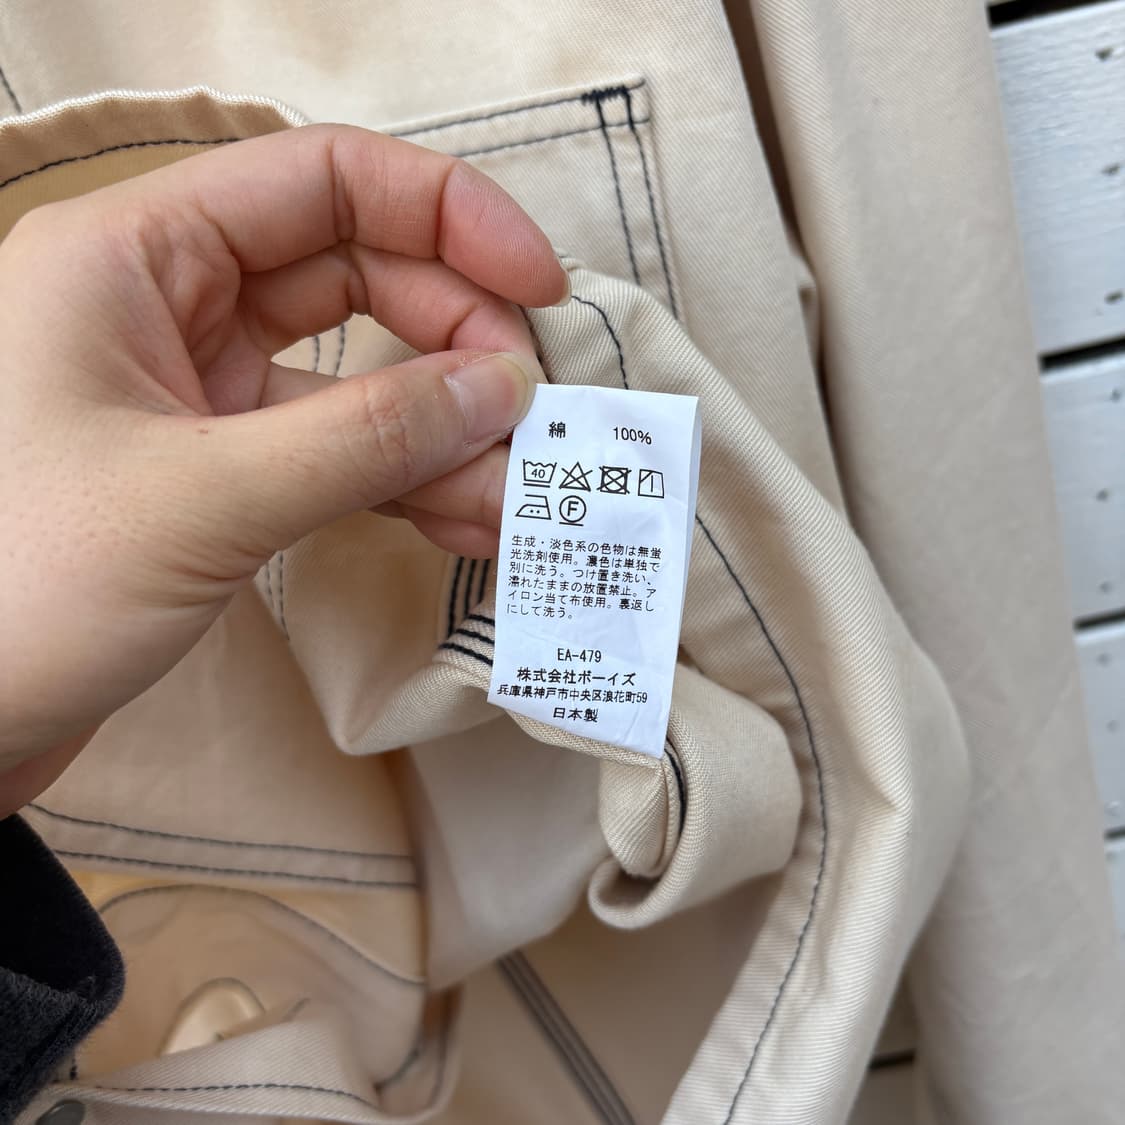 綿 100%
40
F
生成・淡色系の色物は無蛍
光洗剤使用。濃色は単独で
別に洗う。つけ置き洗い、
濡れたままの放置禁止。ア
イロン当て布使用。裏返し
にして洗う。
EA-479
株式会社ボーイズ
兵庫県神戸市中央区浪花町59
日本製